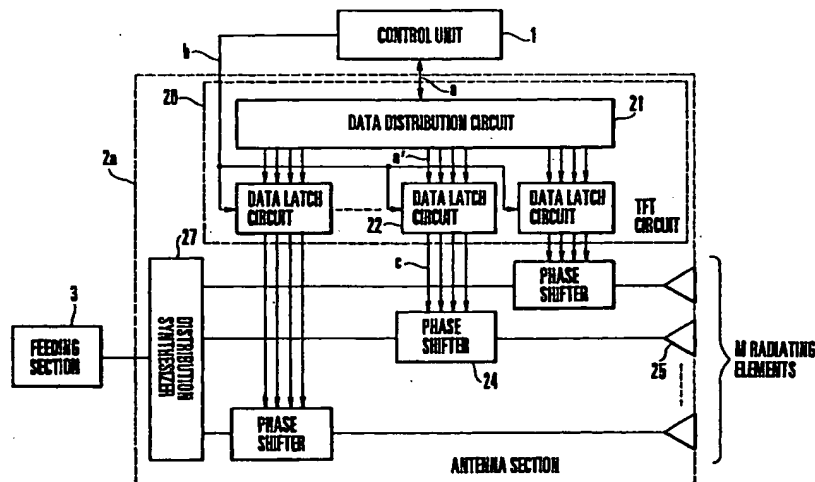 CONTROL UNIT
1
b
a
20
21
DATA DISTRIBUTION CIRCUIT
2a
a'
DATA LATCH
CIRCUIT
DATA LATCH
CIRCUIT
DATA LATCH
CIRCUIT
22
TFT
CIRCUIT
27
c
PHASE
SHIFTER
3
FEEDING
SECTION
DISTRIBUTION
SYNTHESIZER
PHASE
SHIFTER
24
25
M RADIATING
ELEMENTS
PHASE
SHIFTER
ANTENNA SECTION